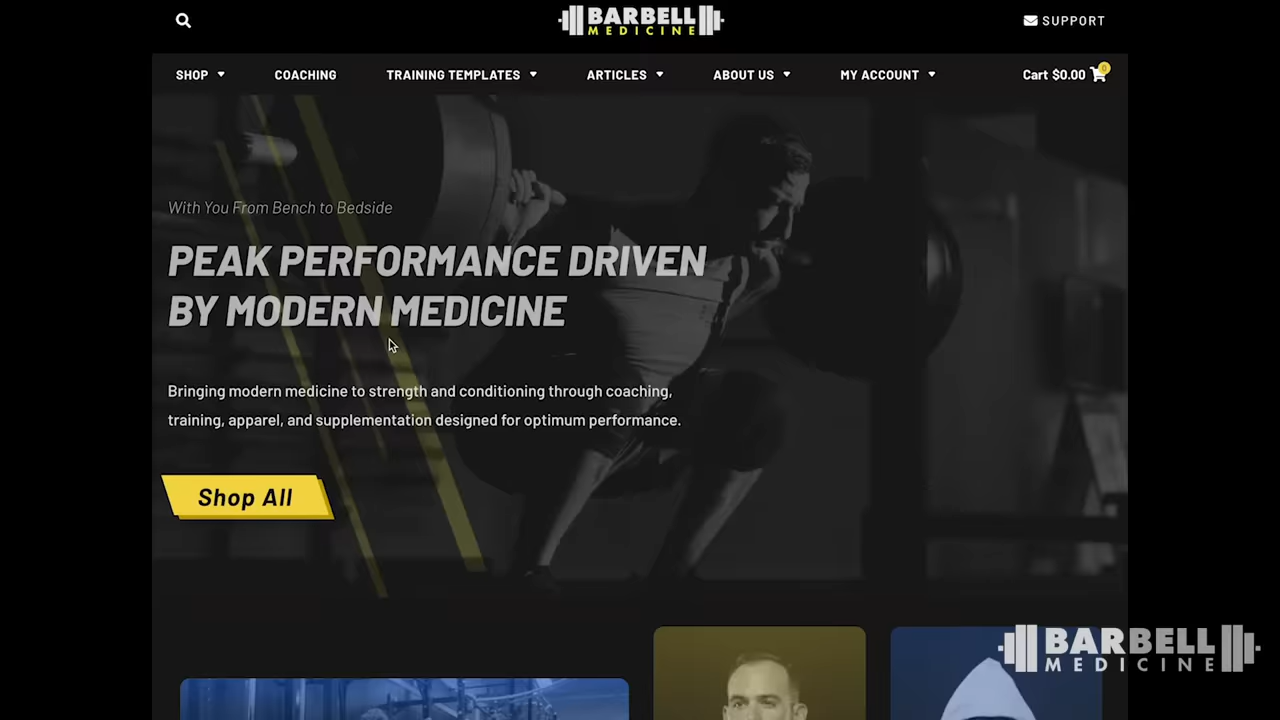 BARBELL
MEDICINE
SUPPORT
SHOP
COACHING
TRAINING TEMPLATES
ARTICLES
ABOUT US
MY ACCOUNT
Cart $0.00
0
With You From Bench to Bedside
PEAK PERFORMANCE DRIVEN
BY MODERN MEDICINE
Bringing modern medicine to strength and conditioning through coaching,
training, apparel, and supplementation designed for optimum performance.
Shop All
BARBELL
MEDICINE